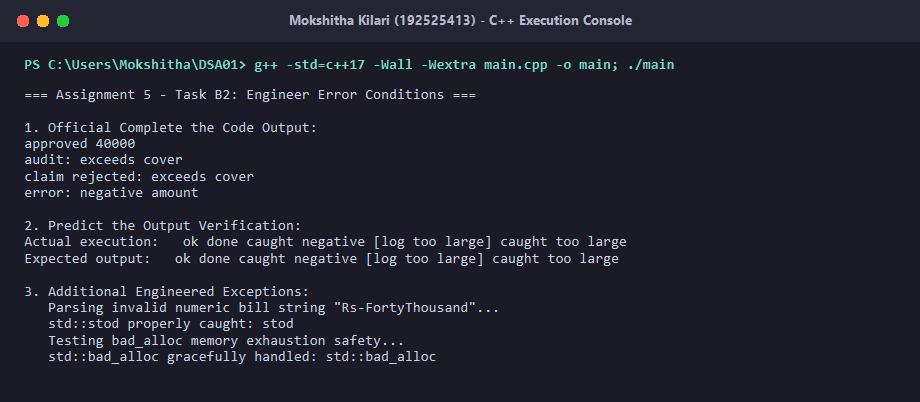 Mokshitha Kilari (192525413) - C++ Execution Console
PS C:\Users\Mokshitha\DSA01> g++ -std=c++17 -Wall -Wextra main.cpp -o main; ./main
=== Assignment 5 - Task B2: Engineer Error Conditions ===
1. Official Complete the Code Output:
approved 40000
audit: exceeds cover
claim rejected: exceeds cover
error: negative amount
2. Predict the Output Verification:
Actual execution:   ok done caught negative [log too large] caught too large
Expected output:   ok done caught negative [log too large] caught too large
3. Additional Engineered Exceptions:
   Parsing invalid numeric bill string "Rs-FortyThousand"...
   std::stod properly caught: stod
   Testing bad_alloc memory exhaustion safety...
   std::bad_alloc gracefully handled: std::bad_alloc